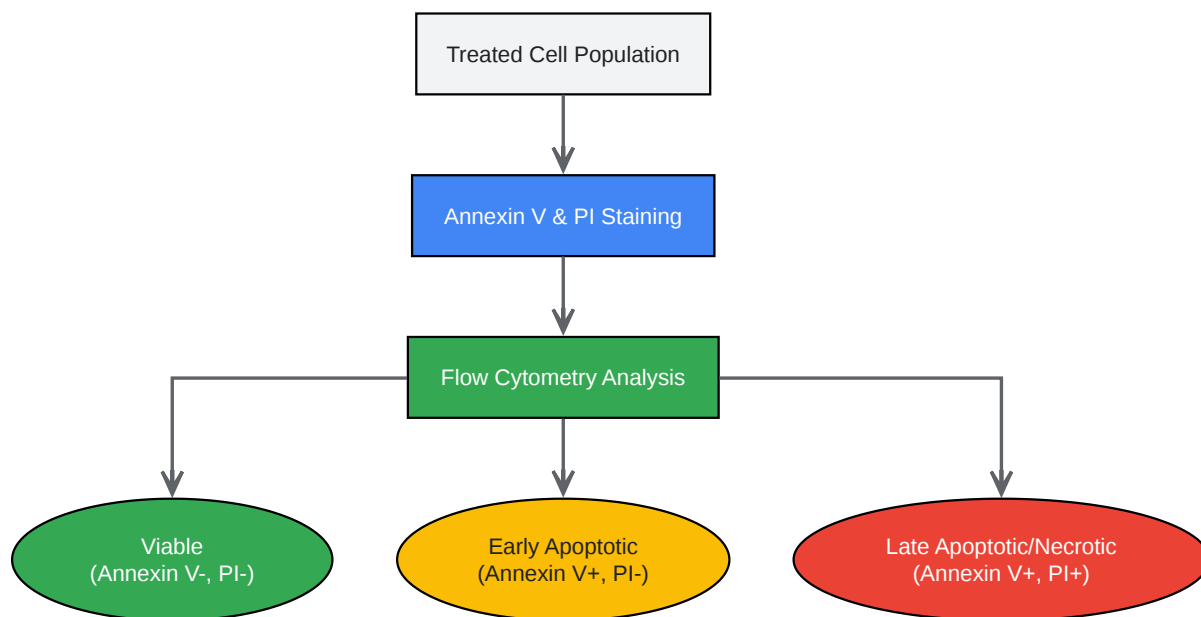 Treated Cell Population
Annexin V & PI Staining
Flow Cytometry Analysis
Viable
(Annexin V-, PI-)
Early Apoptotic
(Annexin V+, PI-)
Late Apoptotic/Necrotic
(Annexin V+, PI+)